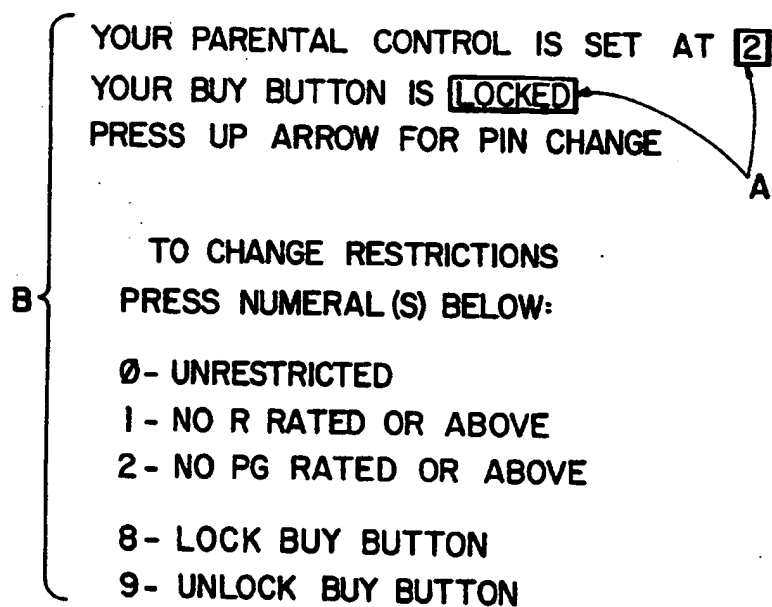 YOUR PARENTAL CONTROL IS SET AT 2
YOUR BUY BUTTON IS LOCKED
PRESS UP ARROW FOR PIN CHANGE
A
TO CHANGE RESTRICTIONS
B
PRESS NUMERAL(S) BELOW:
0- UNRESTRICTED
1- NO R RATED OR ABOVE
2- NO PG RATED OR ABOVE
8- LOCK BUY BUTTON
9- UNLOCK BUY BUTTON